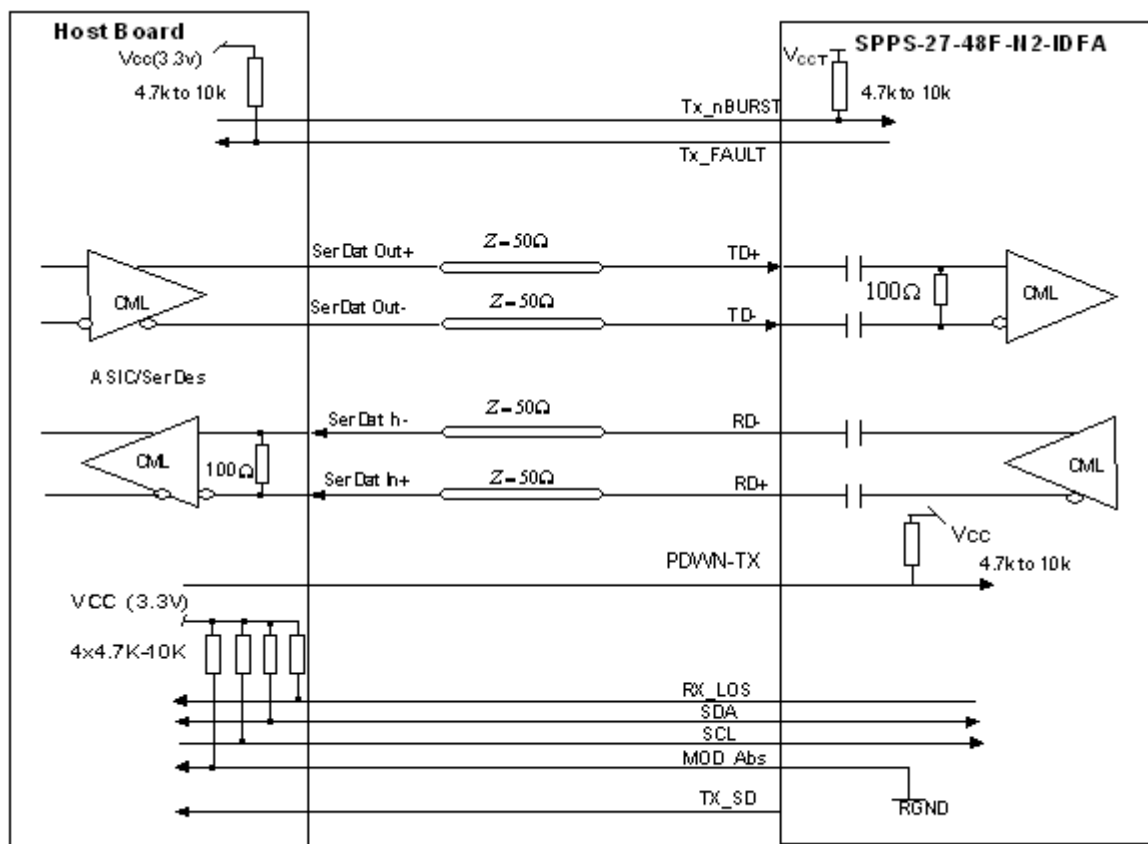 Host Board
SPPS-27-48F-N2-IDFA
Vcc(3.3v)
4.7k to 10k
VCCT
4.7k to 10k
Tx_nBURST
Tx_FAULT
SerDat Out+
Z=50Ω
TD+
CML
100Ω
CML
SerDat Out-
Z=50Ω
TD-
ASIC/SerDes
SerDat In-
Z=50Ω
RD-
CML
100Ω
CML
SerDat In+
Z=50Ω
RD+
VCC
4.7k to 10k
PDWN-TX
VCC (3.3V)
4x4.7K-10K
RX_LOS
SDA
SCL
MOD_Abs
TX_SD
RGND